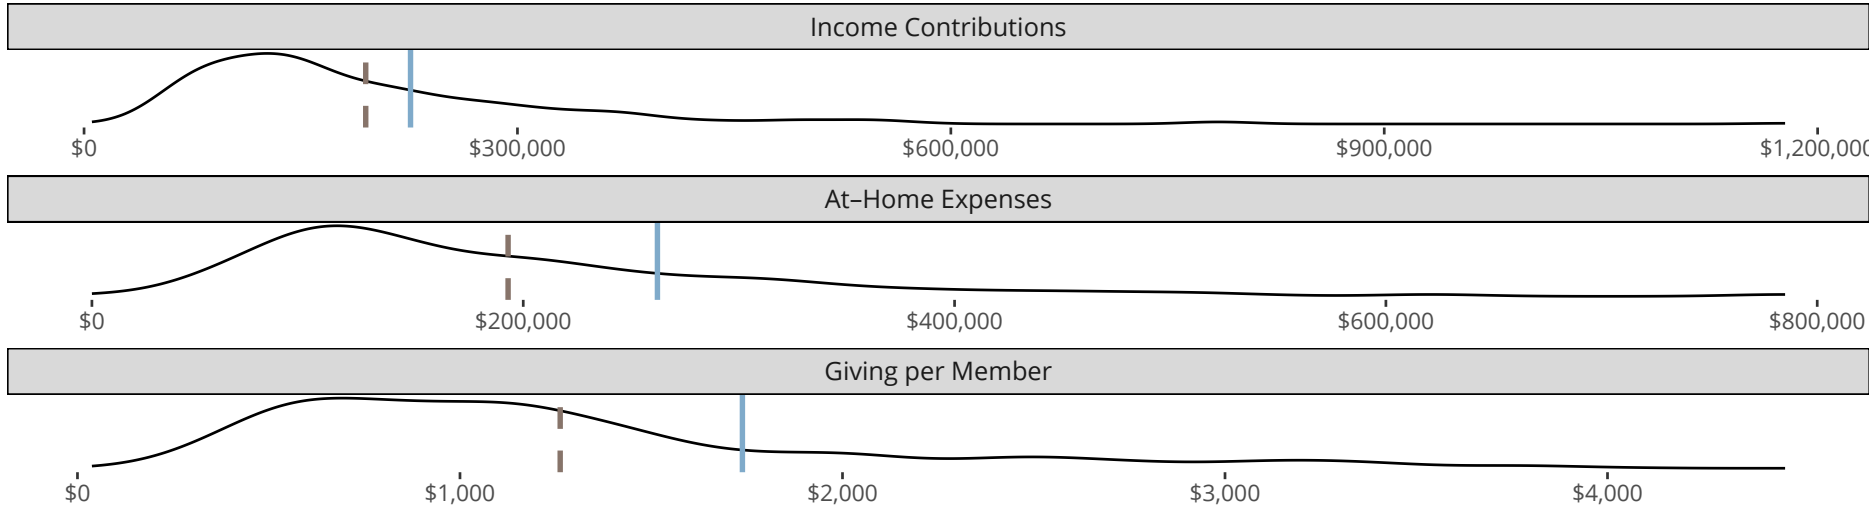 Income Contributions
$0 $300,000 $600,000 $900,000 $1,200,000
At–Home Expenses
$0 $200,000 $400,000 $600,000 $800,000
Giving per Member
$0 $1,000 $2,000 $3,000 $4,000